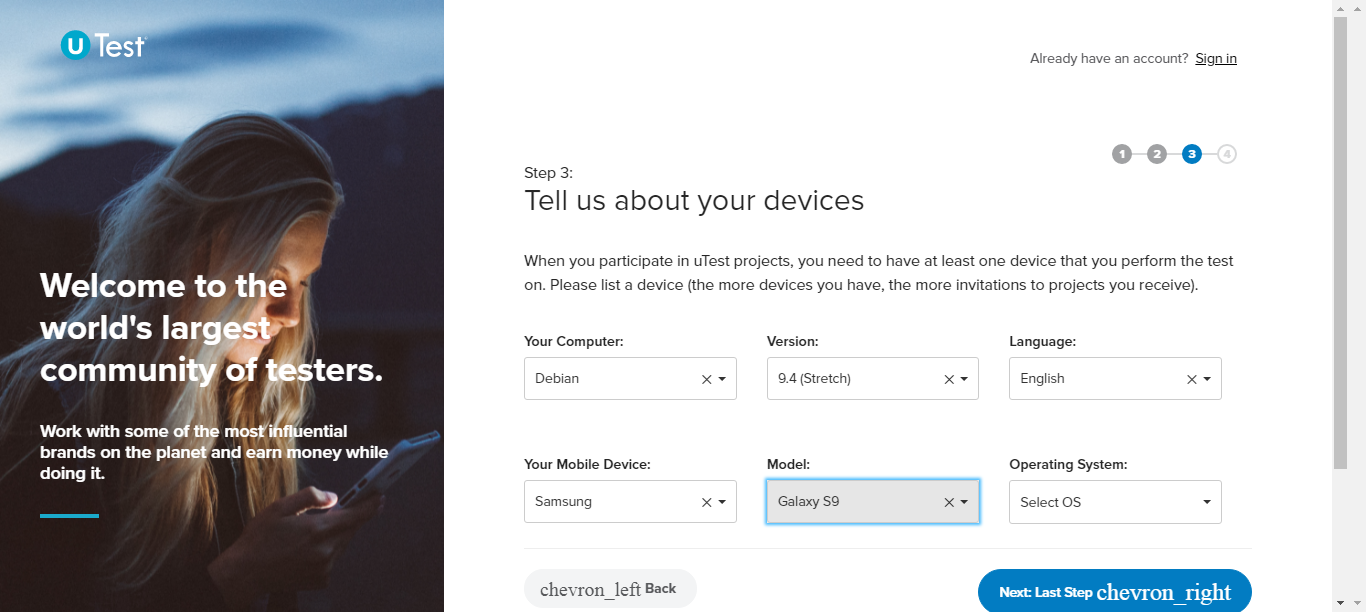 U Test
Already have an account? Sign in
1 2 3 4
Step 3:
Tell us about your devices
When you participate in uTest projects, you need to have at least one device that you perform the test
on. Please list a device (the more devices you have, the more invitations to projects you receive).
Welcome to the
world's largest
community of testers.
Work with some of the most influential
brands on the planet and earn money while
doing it.
Your Computer: Version: Language:
Debian 9.4 (Stretch) English
Your Mobile Device: Model: Operating System:
Samsung Galaxy S9 Select OS
chevron_left Back Next: Last Step chevron_right